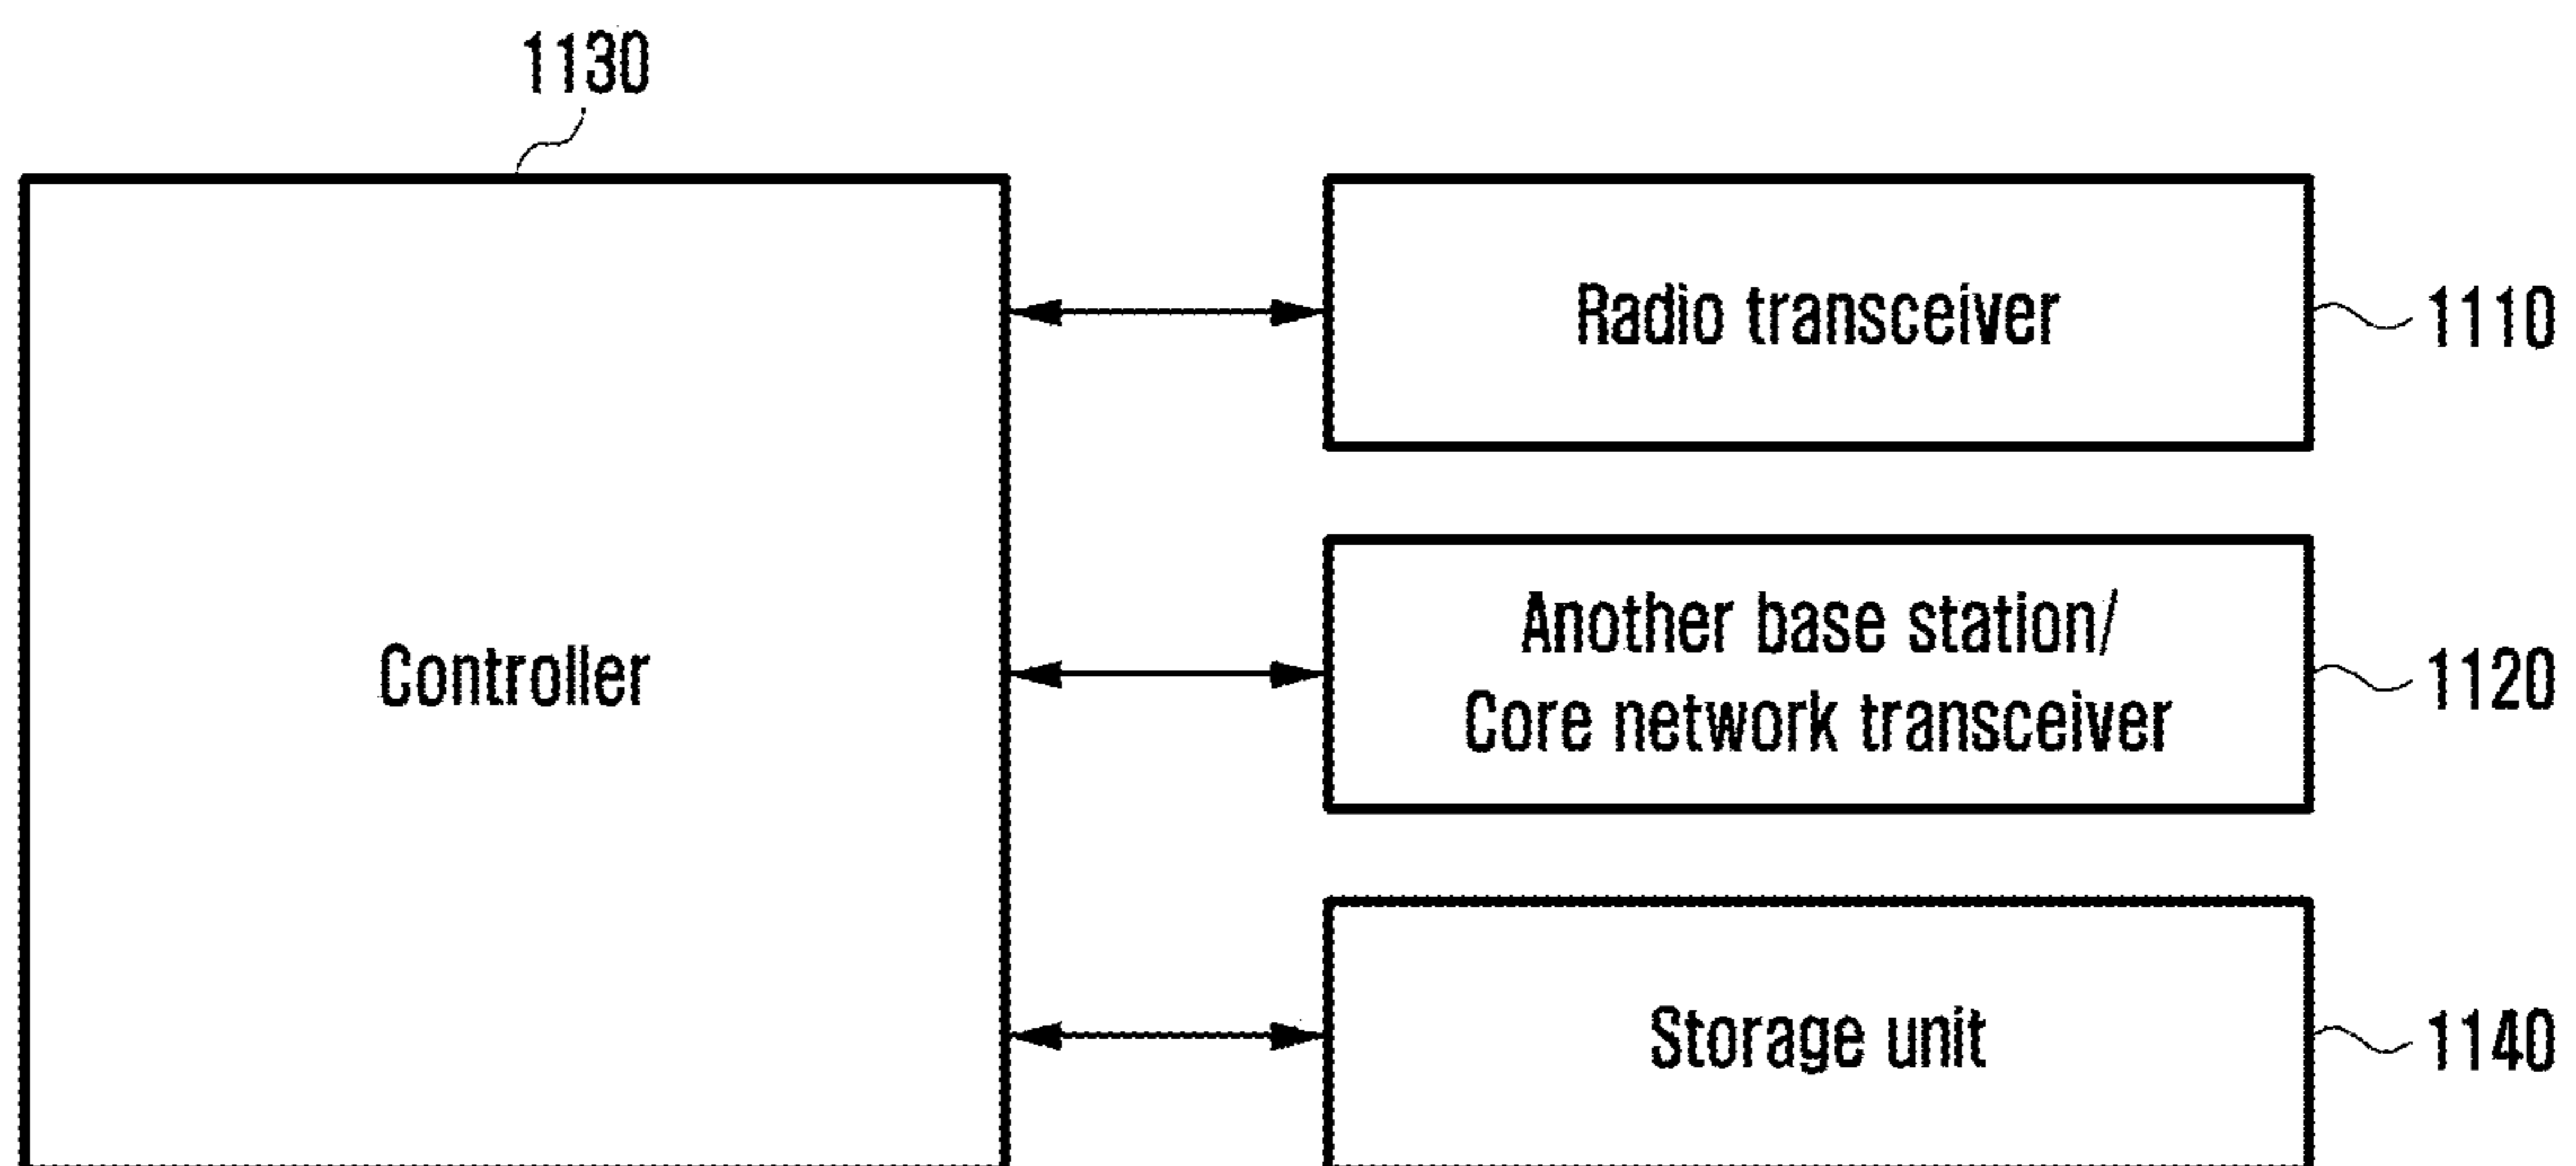 1130
Radio transceiver
1110
Controller
Another base station/
Core network transceiver
1120
Storage unit
1140